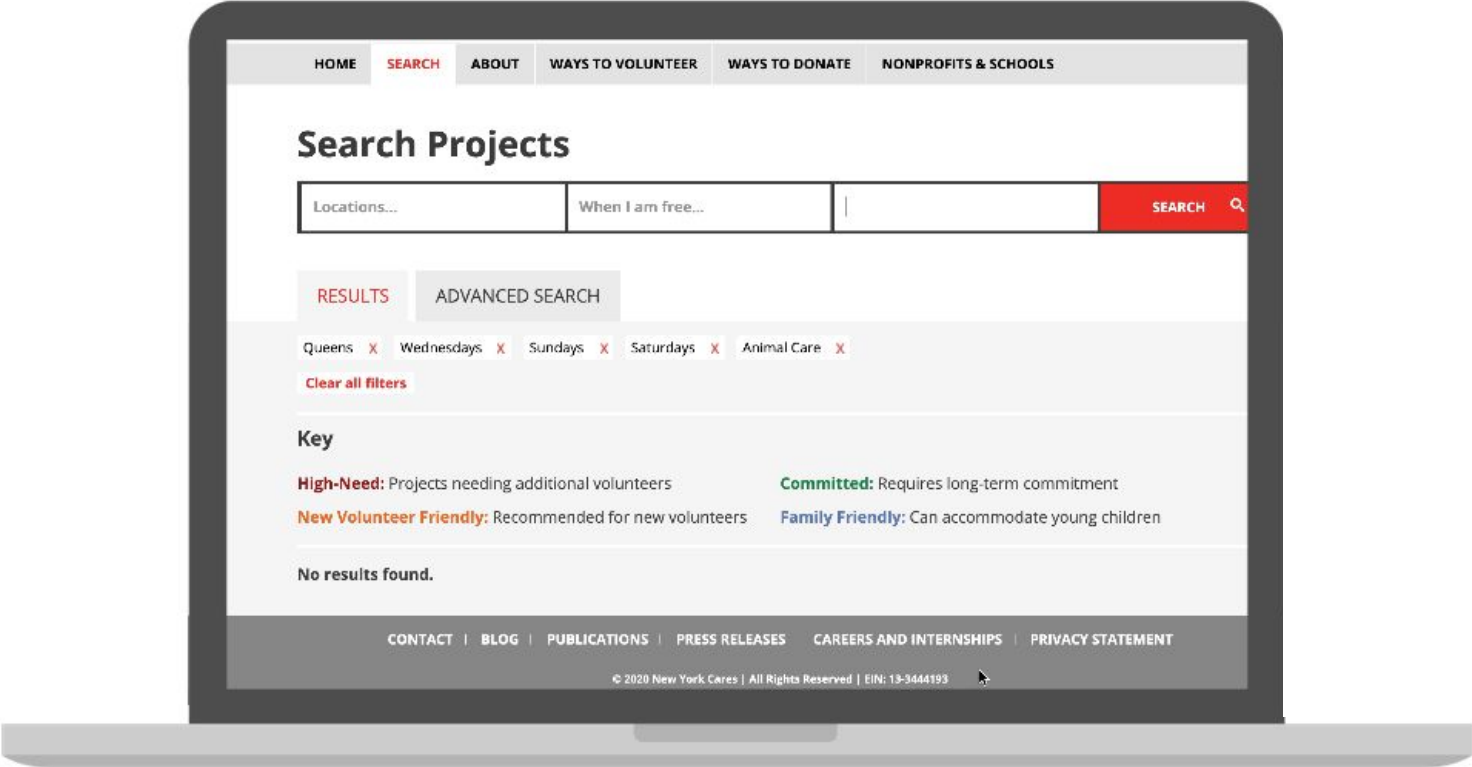 HOME SEARCH ABOUT WAYS TO VOLUNTEER WAYS TO DONATE NONPROFITS & SCHOOLS
Search Projects
Locations... When I am free... SEARCH
RESULTS ADVANCED SEARCH
Queens X Wednesdays X Sundays X Saturdays X Animal Care X
Clear all filters
Key
High-Need: Projects needing additional volunteers Committed: Requires long-term commitment
New Volunteer Friendly: Recommended for new volunteers Family Friendly: Can accommodate young children
No results found.
CONTACT | BLOG | PUBLICATIONS | PRESS RELEASES CAREERS AND INTERNSHIPS | PRIVACY STATEMENT
© 2020 New York Cares | All Rights Reserved | EIN: 13-3444193